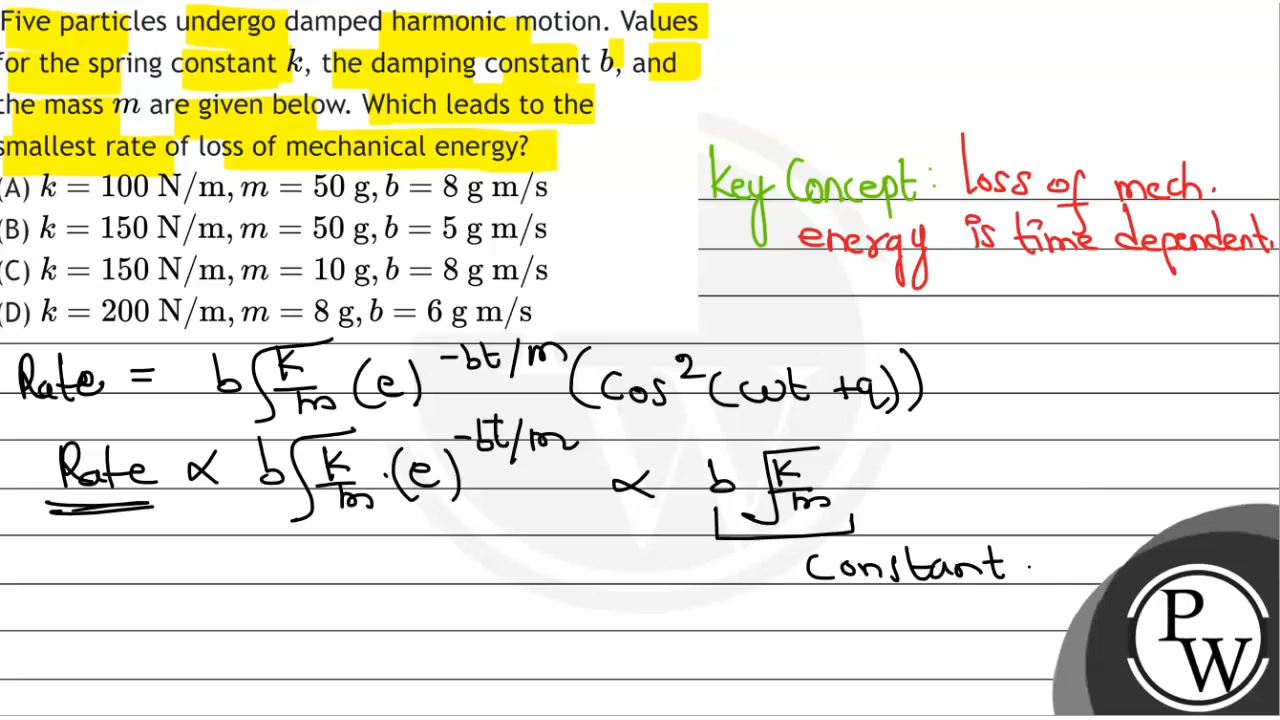 Five particles undergo damped harmonic motion. Values
for the spring constant k, the damping constant b, and
the mass m are given below. Which leads to the
smallest rate of loss of mechanical energy?
(A) k = 100 N/m, m = 50 g, b = 8 g m/s
(B) k = 150 N/m, m = 50 g, b = 5 g m/s
(C) k = 150 N/m, m = 10 g, b = 8 g m/s
(D) k = 200 N/m, m = 8 g, b = 6 g m/s
Key Concept: loss of mech.
energy is time dependent.
Rate = b√(k/m) (e)^(-bt/m) (cos²(ωt + q))
Rate ∝ b√(k/m) · (e)^(-bt/m) ∝ b√(k/m)
constant.
PW